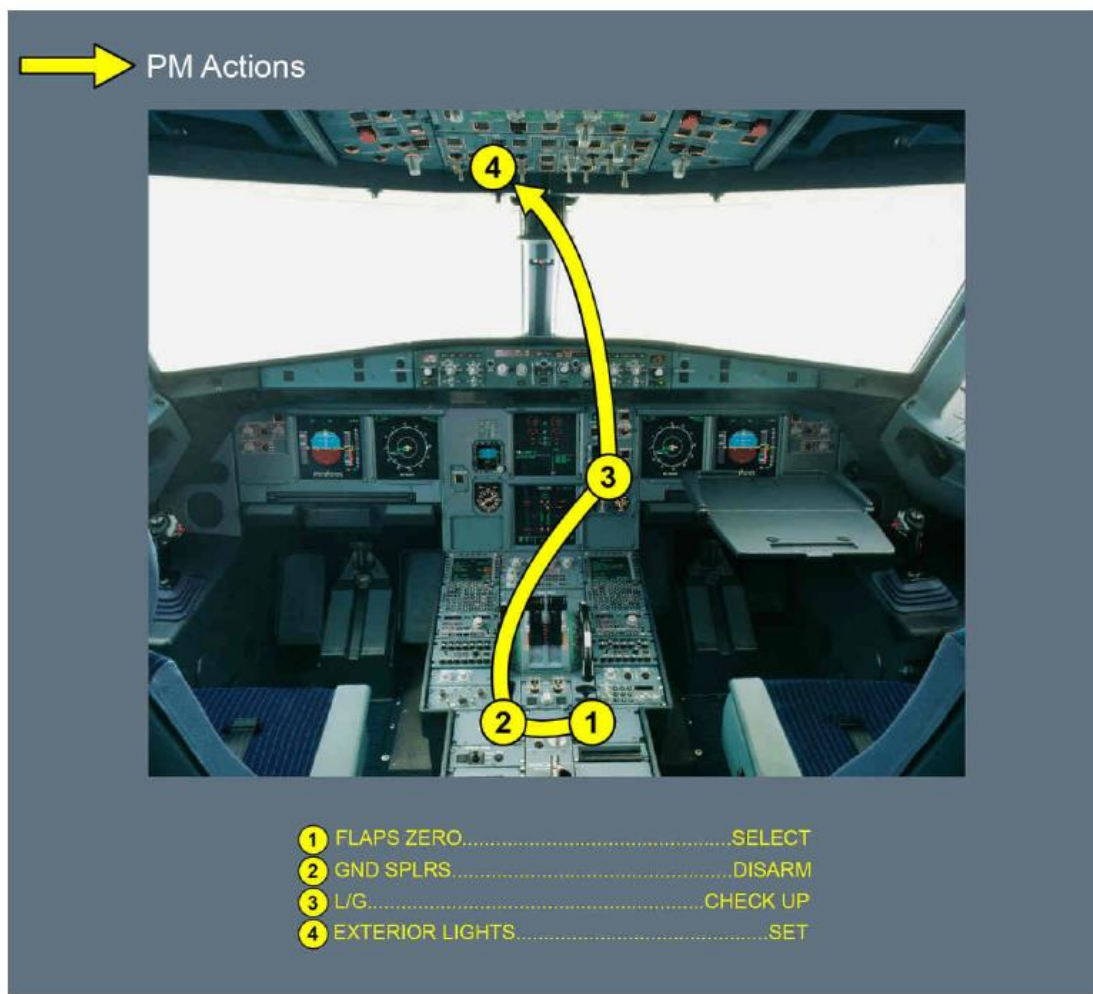 PM Actions
4
3
2 1
1 FLAPS ZERO..................................................SELECT
2 GND SPLRS....................................................DISARM
3 L/G..............................................................CHECK UP
4 EXTERIOR LIGHTS..............................................SET